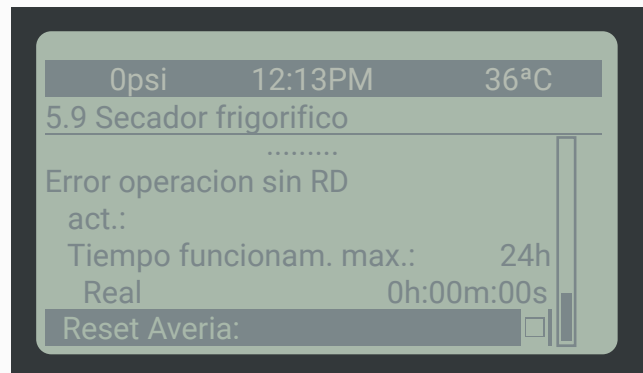 0psi 12:13PM 36ªC
5.9 Secador frigorifico
.........
Error operacion sin RD
act.:
Tiempo funcionam. max.: 24h
Real 0h:00m:00s
Reset Averia: